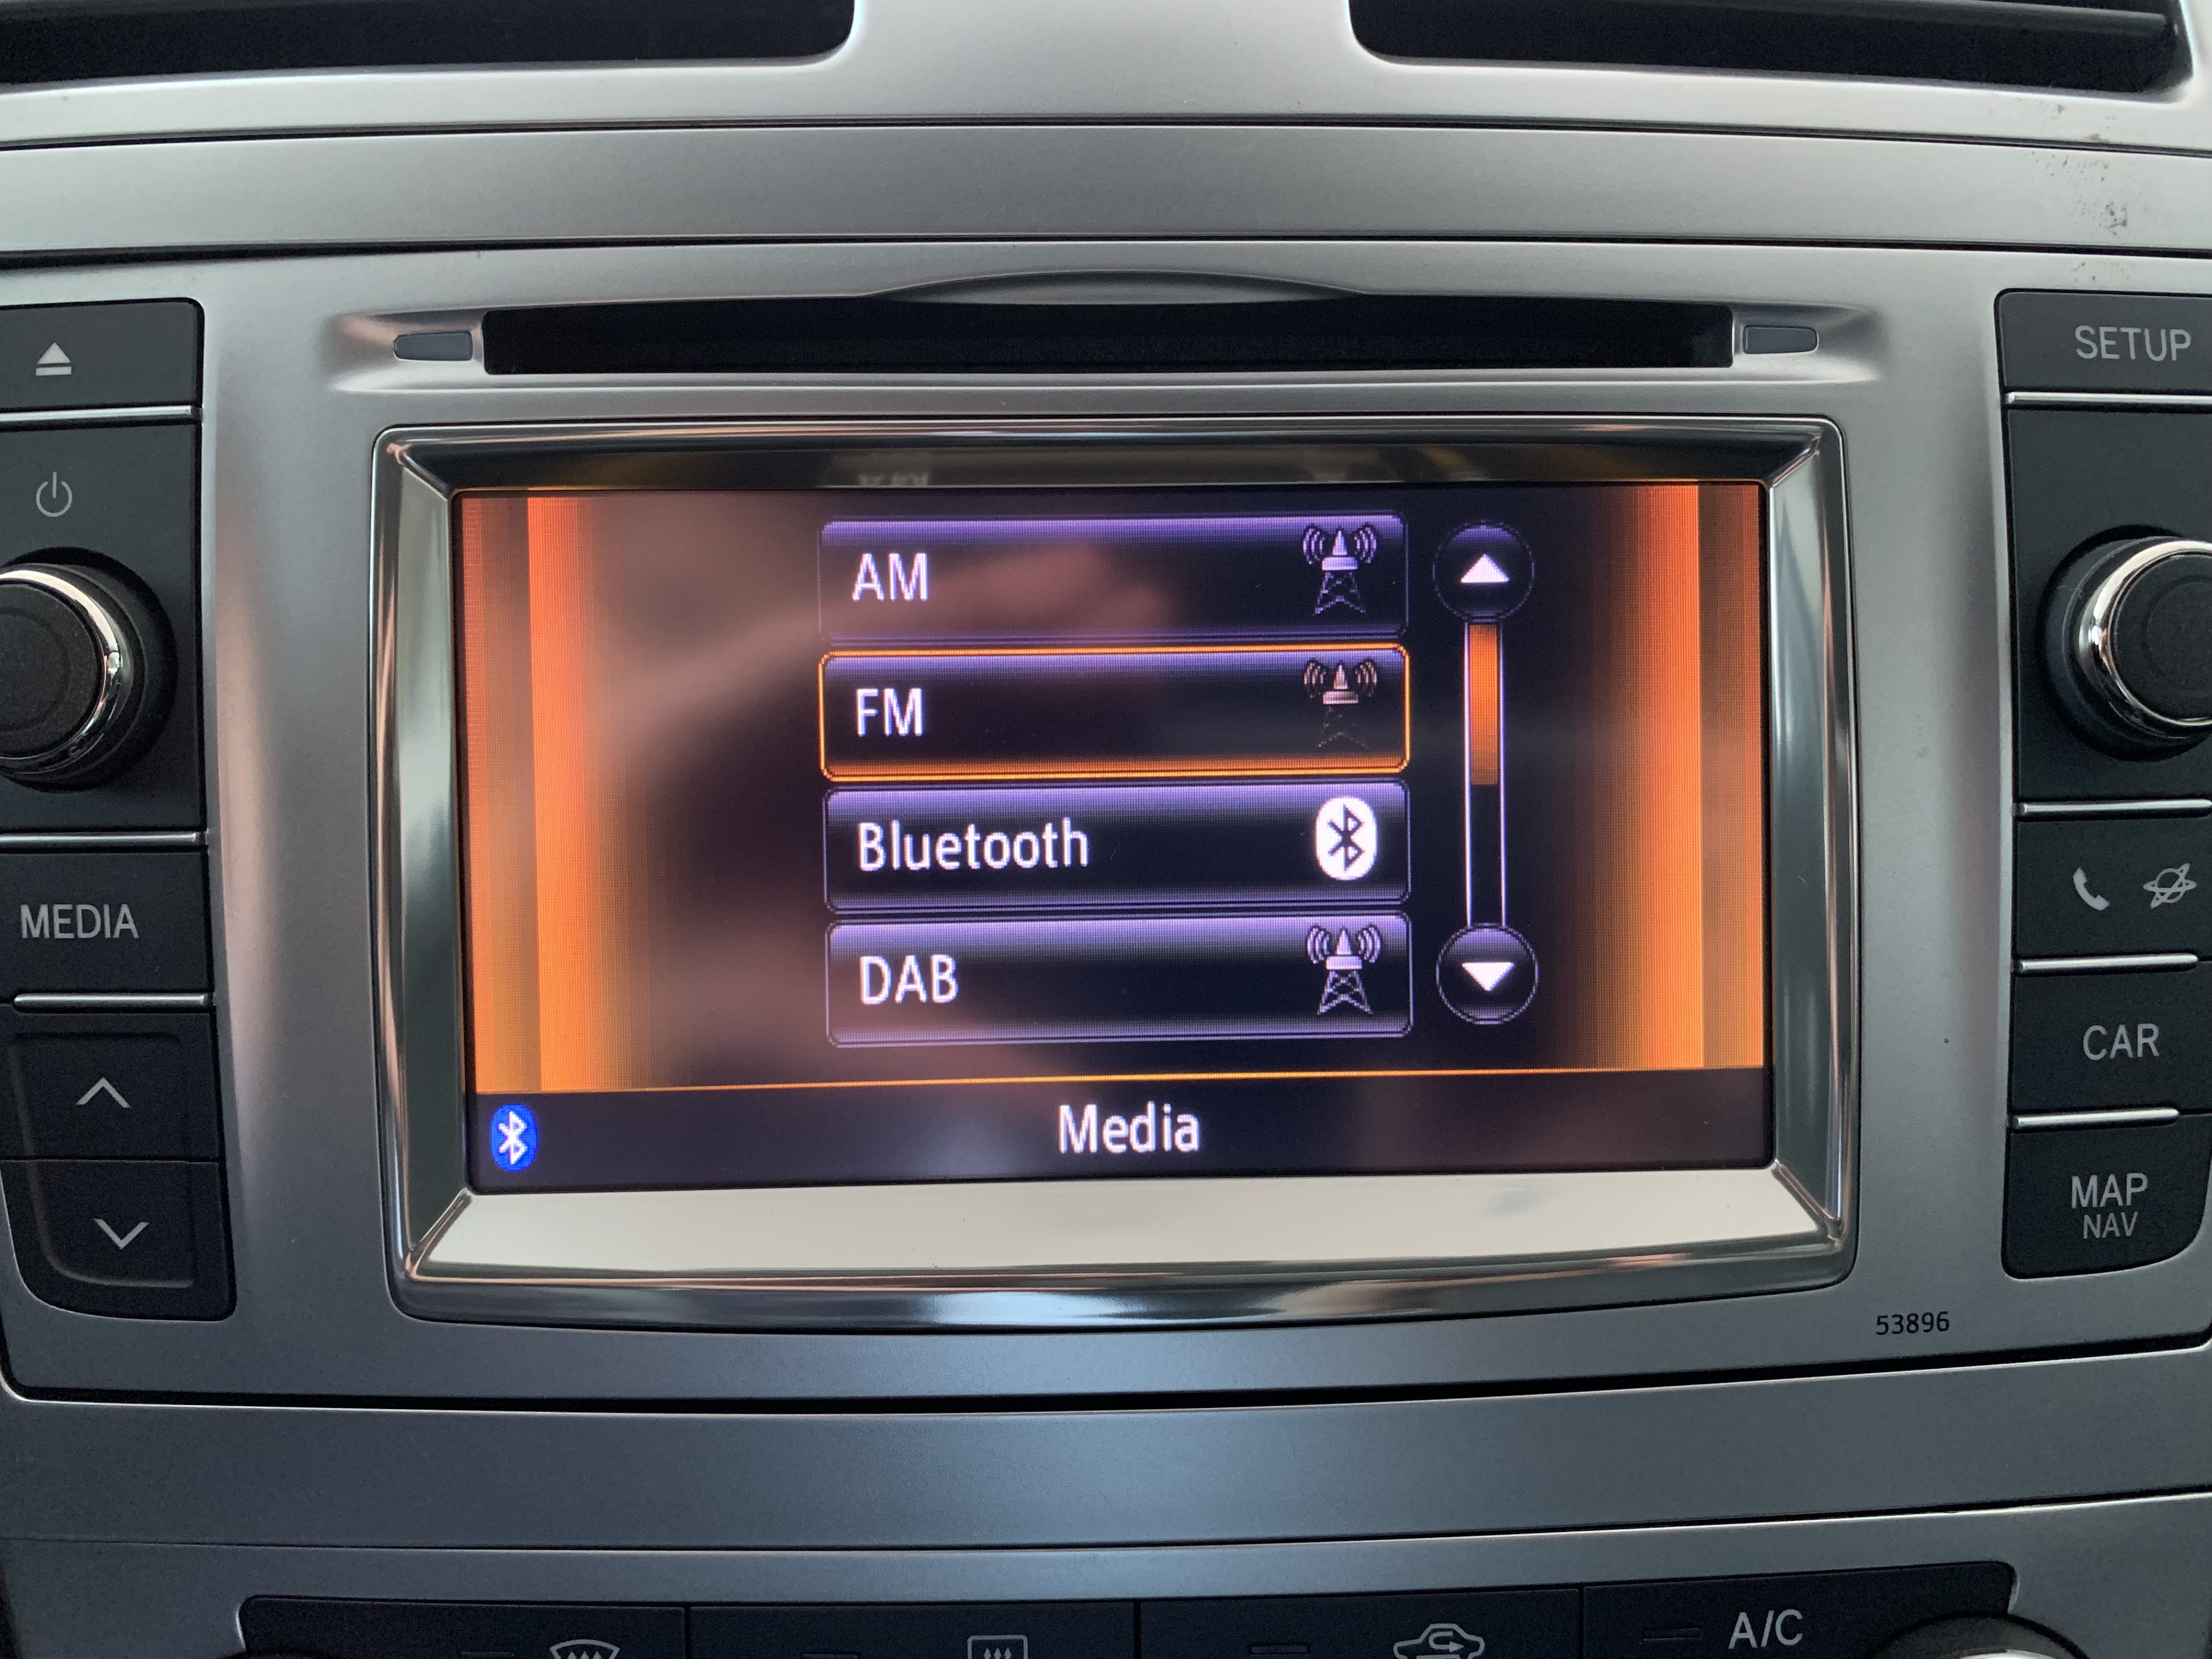 SETUP
AM
FM
Bluetooth
DAB
Media
MEDIA
CAR
MAP
NAV
53896
A/C